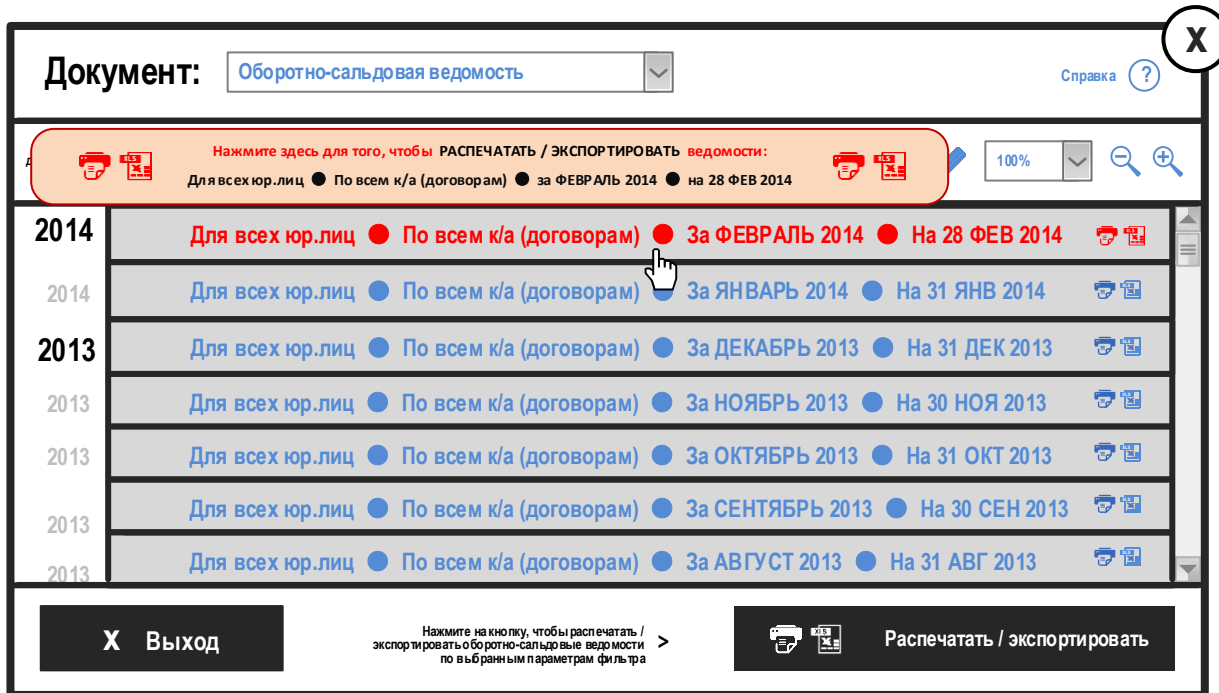 X
Документ:
Оборотно-сальдовая ведомость
Справка ?
Нажмите здесь для того, чтобы РАСПЕЧАТАТЬ / ЭКСПОРТИРОВАТЬ ведомости:
Для всех юр.лиц ● По всем к/а (договорам) ● за ФЕВРАЛЬ 2014 ● на 28 ФЕВ 2014
100%
2014 Для всех юр.лиц ● По всем к/а (договорам) ● За ФЕВРАЛЬ 2014 ● На 28 ФЕВ 2014
2014 Для всех юр.лиц ● По всем к/а (договорам) ● За ЯНВАРЬ 2014 ● На 31 ЯНВ 2014
2013 Для всех юр.лиц ● По всем к/а (договорам) ● За ДЕКАБРЬ 2013 ● На 31 ДЕК 2013
2013 Для всех юр.лиц ● По всем к/а (договорам) ● За НОЯБРЬ 2013 ● На 30 НОЯ 2013
2013 Для всех юр.лиц ● По всем к/а (договорам) ● За ОКТЯБРЬ 2013 ● На 31 ОКТ 2013
2013 Для всех юр.лиц ● По всем к/а (договорам) ● За СЕНТЯБРЬ 2013 ● На 30 СЕН 2013
2013 Для всех юр.лиц ● По всем к/а (договорам) ● За АВГУСТ 2013 ● На 31 АВГ 2013
X Выход
Нажмите на кнопку, чтобы распечатать /
экспортировать оборотно-сальдовые ведомости >
по выбранным параметрам фильтра
XLS
Распечатать / экспортировать